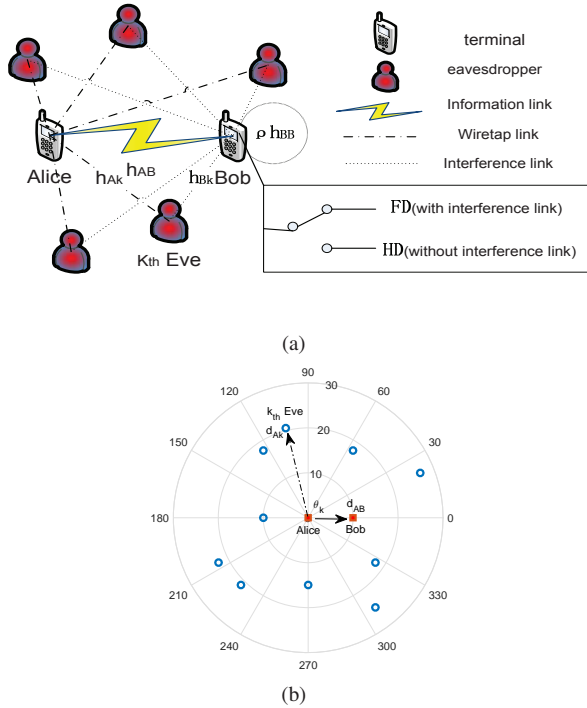 terminal
eavesdropper
Information link
Wiretap link
Interference link
Alice
hAk
hAB
hBk
Bob
ρ hBB
Kth Eve
FD(with interference link)
HD(without interference link)
(a)
90
120
60
30
kth Eve
dAk
150
20
30
10
θk
dAB
180
Alice
Bob
0
210
330
240
300
270
(b)